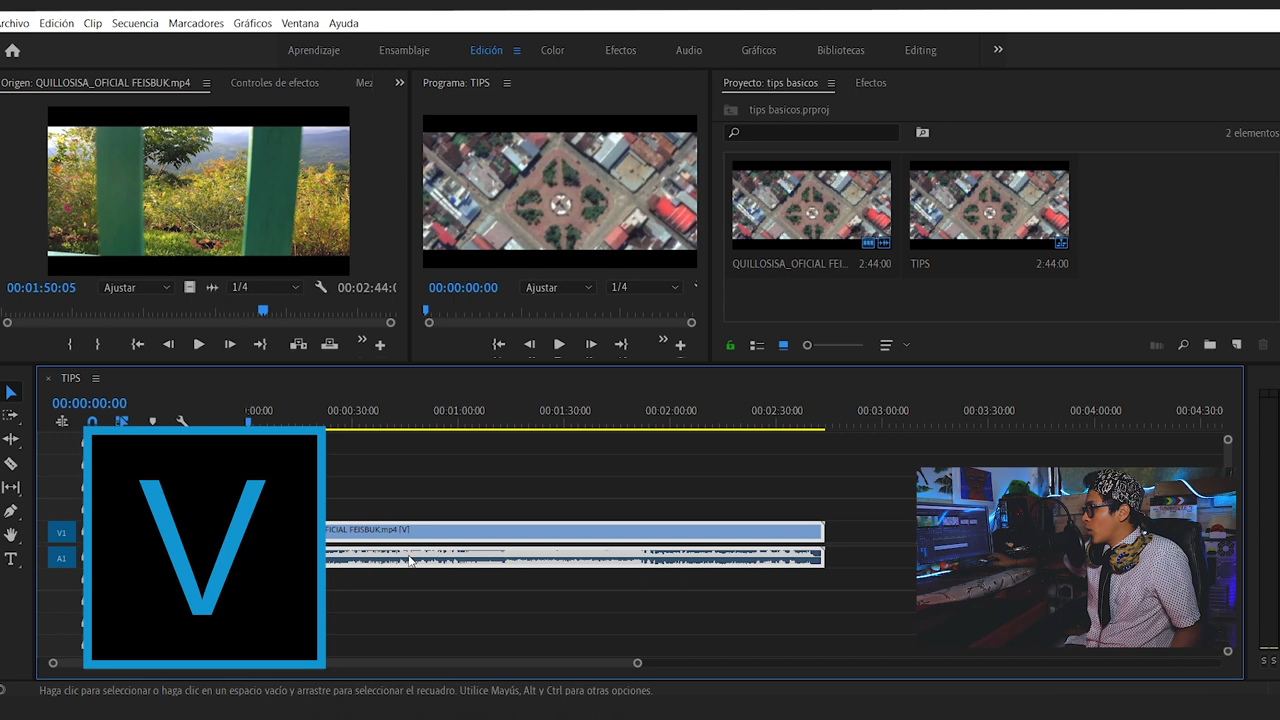 rchivo Edición Clip Secuencia Marcadores Gráficos Ventana Ayuda
Aprendizaje Ensamblaje Edición Color Efectos Audio Gráficos Bibliotecas Editing
Origen: QUILLOSISA_OFICIAL FEISBUK.mp4 Controles de efectos Mez
Programa: TIPS
Proyecto: tips basicos Efectos
tips basicos.prproj
2 elementos
QUILLOSISA_OFICIAL FEI... 2:44:00
TIPS 2:44:00
00:01:50:05 Ajustar 1/4 00:02:44:0
00:00:00:00 Ajustar 1/4
TIPS
00:00:00:00
:00:00 00:00:30:00 00:01:00:00 00:01:30:00 00:02:00:00 00:02:30:00 00:03:00:00 00:03:30:00 00:04:00:00 00:04:30:0
V
V1
FICIAL FEISBUK.mp4 [V]
A1
T
S S
Haga clic para seleccionar o haga clic en un espacio vacío y arrastre para seleccionar el recuadro. Utilice Mayús, Alt y Ctrl para otras opciones.